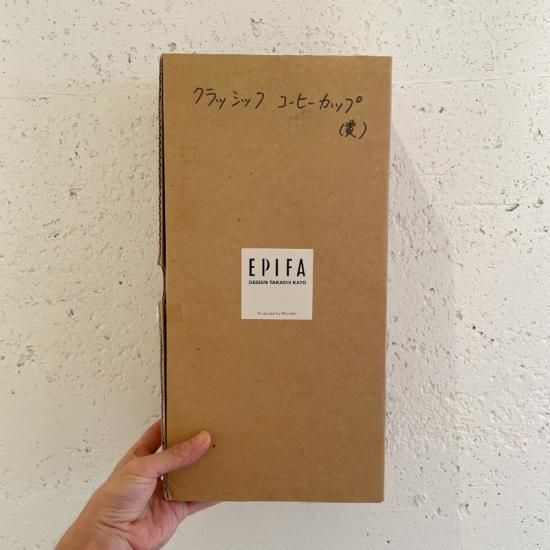 クラッシック コーヒーカップ
(黄)
EPIFA
DESIGN TAKASHI KATO
Produced by Miyoshi